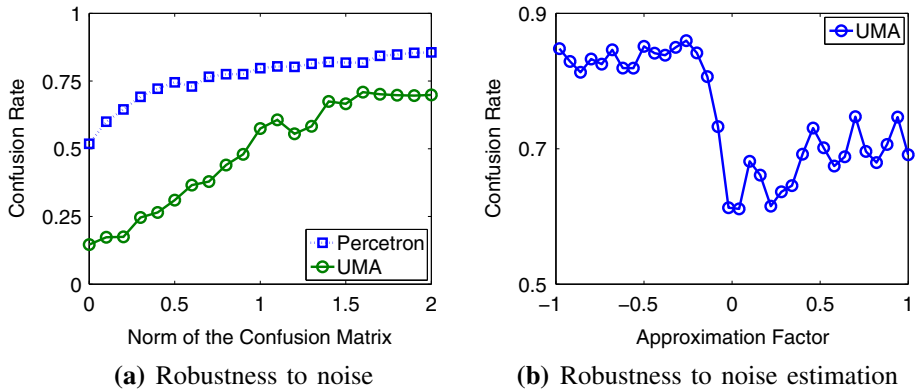 1
0.75
0.5
0.25
0
0
0.5
1
1.5
2
Confusion Rate
Norm of the Confusion Matrix
Percetron
UMA
(a) Robustness to noise
0.9
0.7
0.5
-1
-0.5
0
0.5
1
Confusion Rate
Approximation Factor
UMA
(b) Robustness to noise estimation